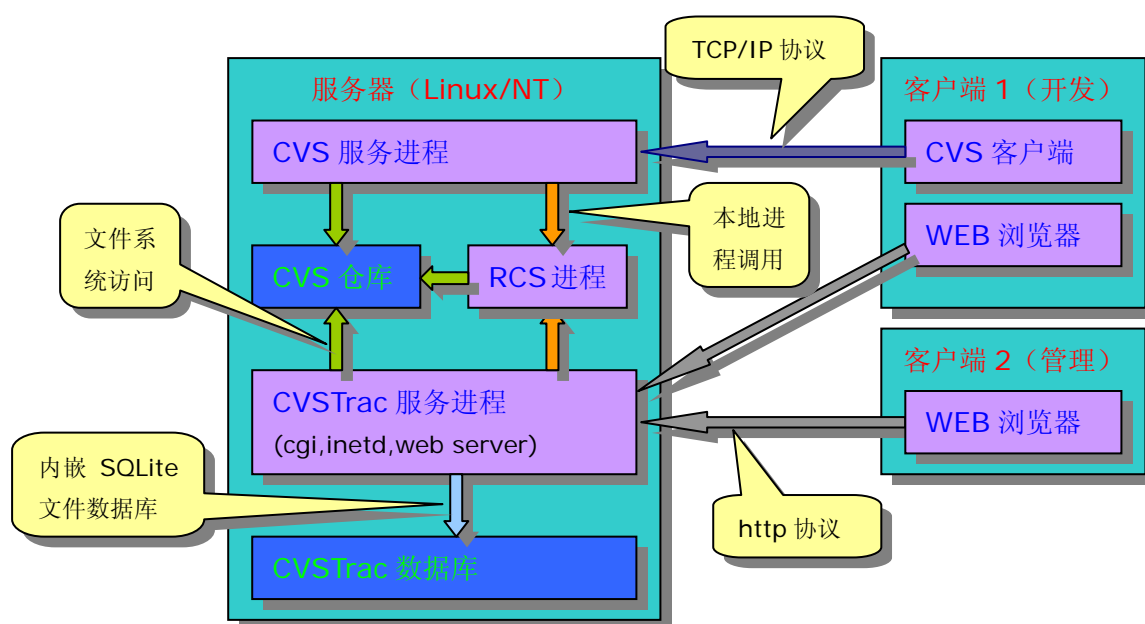 TCP/IP 协议
服务器（Linux/NT）
客户端 1（开发）
CVS 服务进程
CVS 客户端
本地进
程调用
文件系
统访问
WEB 浏览器
CVS 仓库
RCS 进程
客户端 2（管理）
CVSTrac 服务进程
(cgi,inetd,web server)
WEB 浏览器
内嵌 SQLite
文件数据库
http 协议
CVSTrac 数据库